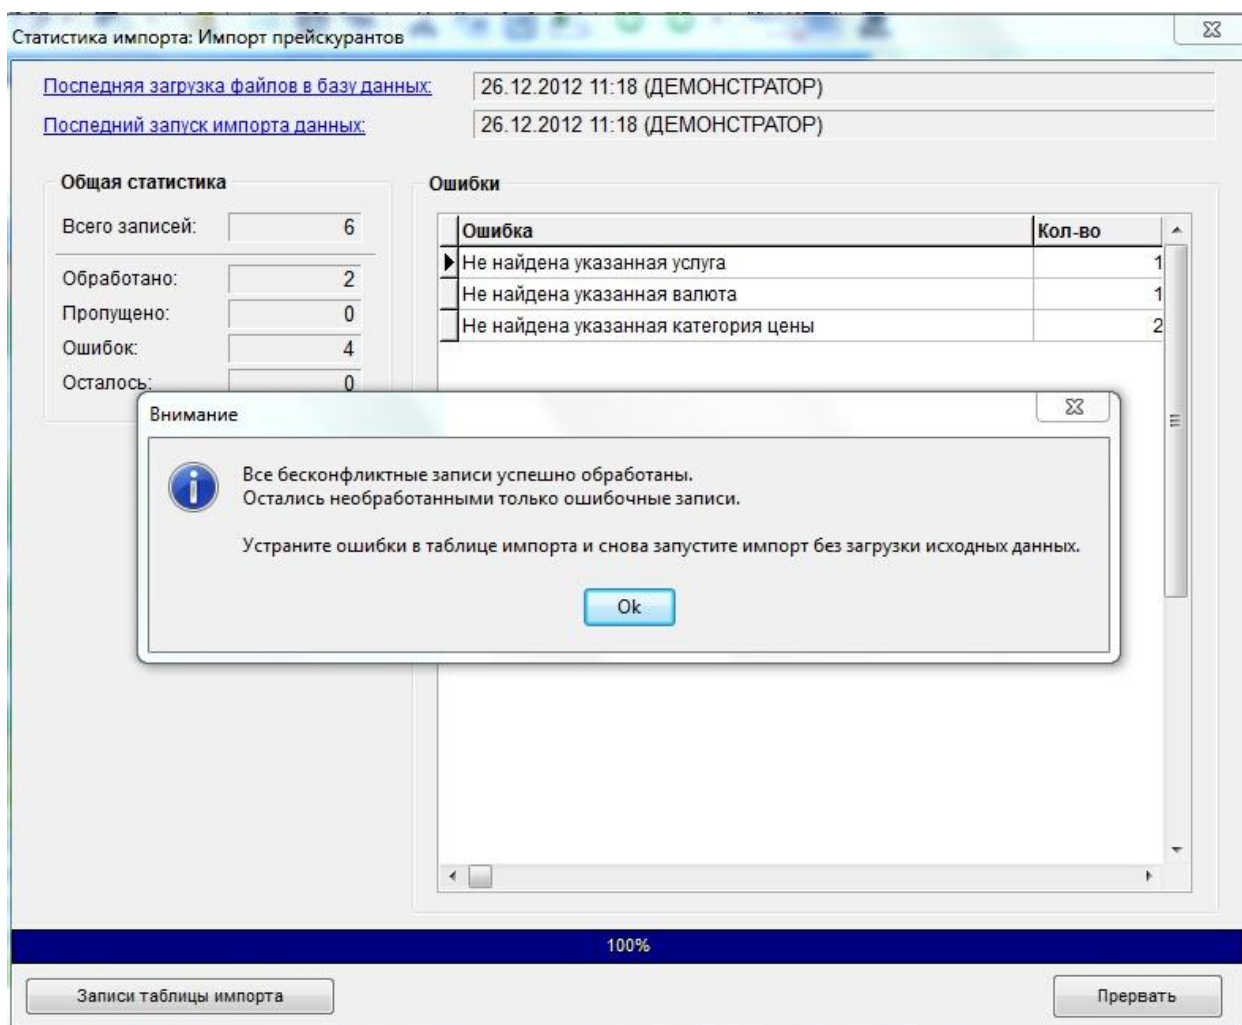 Статистика импорта: Импорт прейскурантов
Последняя загрузка файлов в базу данных: 26.12.2012 11:18 (ДЕМОНСТРАТОР)
Последний запуск импорта данных: 26.12.2012 11:18 (ДЕМОНСТРАТОР)
Общая статистика
Всего записей: 6
Обработано: 2
Пропущено: 0
Ошибок: 4
Осталось: 0
Ошибки
Ошибка Кол-во
Не найдена указанная услуга 1
Не найдена указанная валюта 1
Не найдена указанная категория цены 2
Внимание
Все бесконфликтные записи успешно обработаны.
Остались необработанными только ошибочные записи.
Устраните ошибки в таблице импорта и снова запустите импорт без загрузки исходных данных.
Ok
100%
Записи таблицы импорта
Прервать